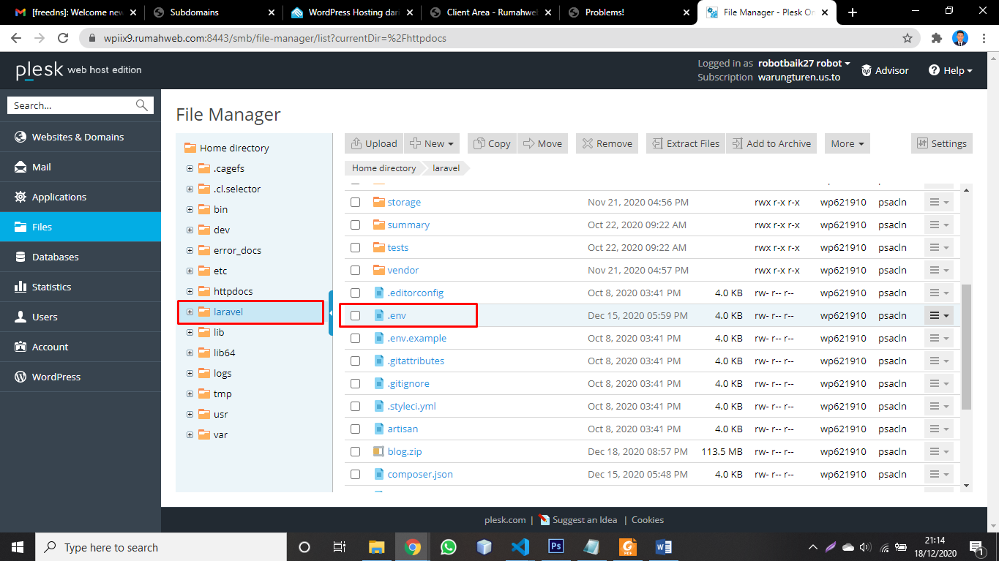 [freedns]: Welcome new
Subdomains
WordPress Hosting dari
Client Area - Rumahweb
Problems!
File Manager - Plesk On
wpiix9.rumahweb.com:8443/smb/file-manager/list?currentDir=%2Fhttpdocs
plesk web host edition
Logged in as robotbaik27 robot
Subscription warungturen.us.to
Advisor
Help
Search...
Websites & Domains
Mail
Applications
Files
Databases
Statistics
Users
Account
WordPress
File Manager
Home directory
.cagefs
.cl.selector
bin
dev
error_docs
etc
httpdocs
laravel
lib
lib64
logs
tmp
usr
var
Upload New Copy Move Remove Extract Files Add to Archive More Settings
Home directory laravel
storage Nov 21, 2020 04:56 PM rwx r-x r-x wp621910 psacln
summary Oct 22, 2020 09:22 AM rwx r-x r-x wp621910 psacln
tests Oct 22, 2020 09:22 AM rwx r-x r-x wp621910 psacln
vendor Nov 21, 2020 04:57 PM rwx r-x r-x wp621910 psacln
.editorconfig Oct 8, 2020 03:41 PM 4.0 KB rw- r-- r-- wp621910 psacln
.env Dec 15, 2020 05:59 PM 4.0 KB rw- r-- r-- wp621910 psacln
.env.example Oct 8, 2020 03:41 PM 4.0 KB rw- r-- r-- wp621910 psacln
.gitattributes Oct 8, 2020 03:41 PM 4.0 KB rw- r-- r-- wp621910 psacln
.gitignore Oct 8, 2020 03:41 PM 4.0 KB rw- r-- r-- wp621910 psacln
.styleci.yml Oct 8, 2020 03:41 PM 4.0 KB rw- r-- r-- wp621910 psacln
artisan Oct 8, 2020 03:41 PM 4.0 KB rw- r-- r-- wp621910 psacln
blog.zip Dec 18, 2020 08:57 PM 113.5 MB rw- r-- r-- wp621910 psacln
composer.json Dec 15, 2020 05:48 PM 4.0 KB rw- r-- r-- wp621910 psacln
plesk.com | Suggest an Idea | Cookies
Type here to search
Ps
PDF
21:14
18/12/2020
1